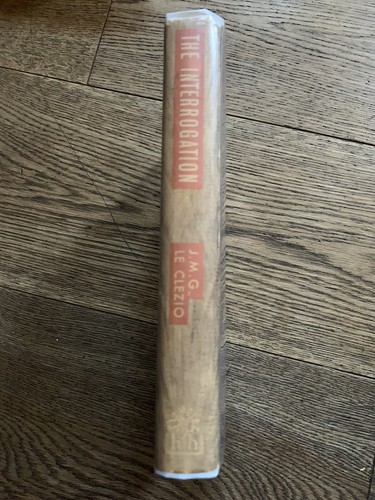 THE INTERROGATION
J.M.G.
LE CLEZIO